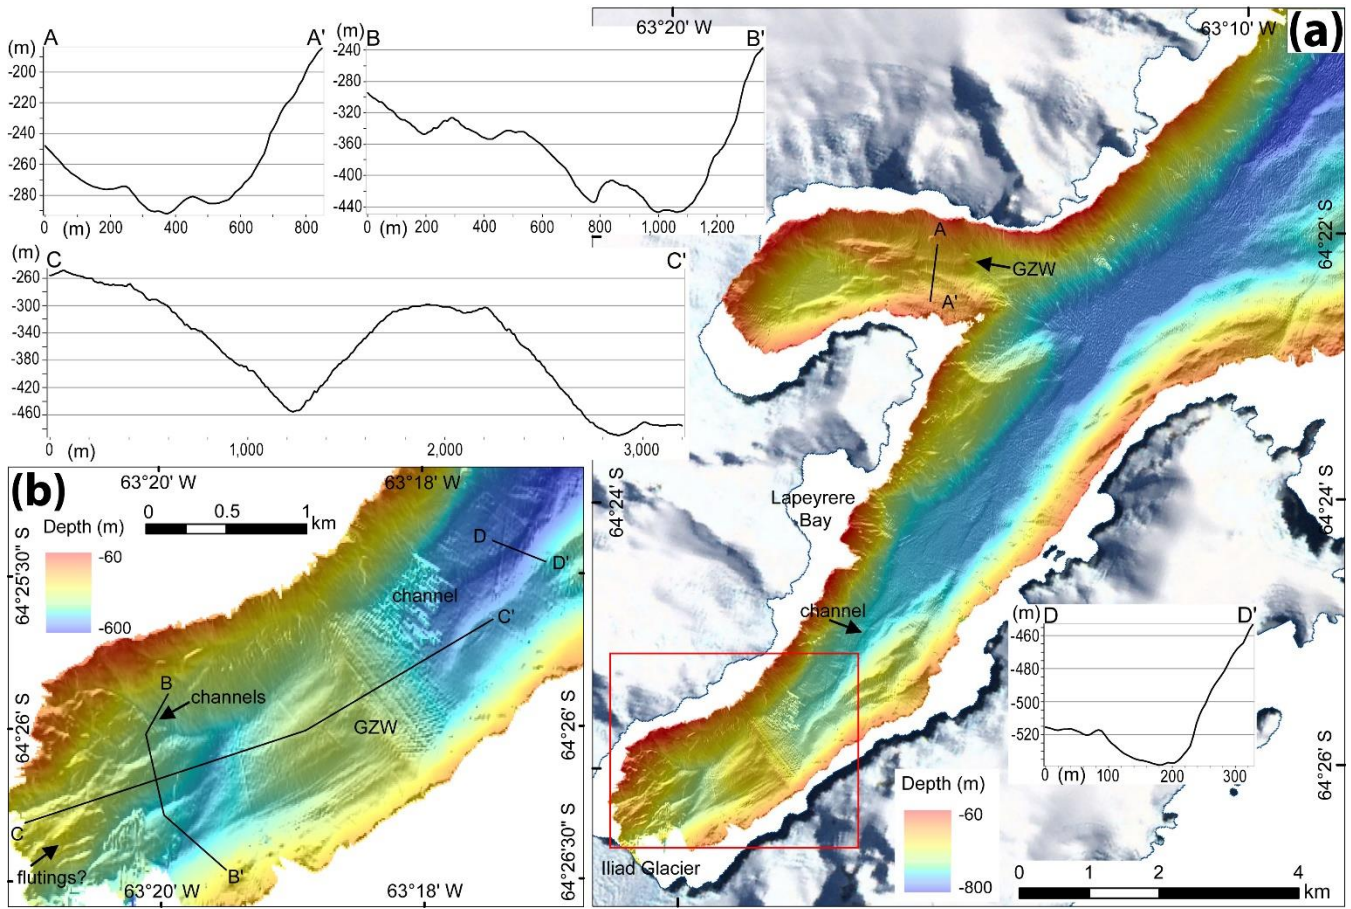 63°20' W
63°10' W
(a)
A
A'
(m)
-200
-220
-240
-260
-280
0
200
400
600
800
(m)
B
B'
(m)
-240
-280
-320
-360
-400
-440
0
200
400
600
800
1,000
1,200
(m)
C
C'
(m)
-260
-300
-340
-380
-420
-460
0
(m)
1,000
2,000
3,000
A
GZW
A'
64°22' S
64°24' S
64°24' S
Lapeyrere
Bay
channel
64°26' S
Iliad Glacier
(m)
D
D'
-460
-480
-500
-520
0
(m)
100
200
300
Depth (m)
-60
-800
0
1
2
4
km
(b)
63°20' W
63°18' W
0
0.5
1
km
Depth (m)
-60
-600
64°25'30" S
64°26' S
64°26' S
64°26'30" S
D
D'
channel
C'
B
channels
GZW
C
flutings?
B'
63°20' W
63°18' W